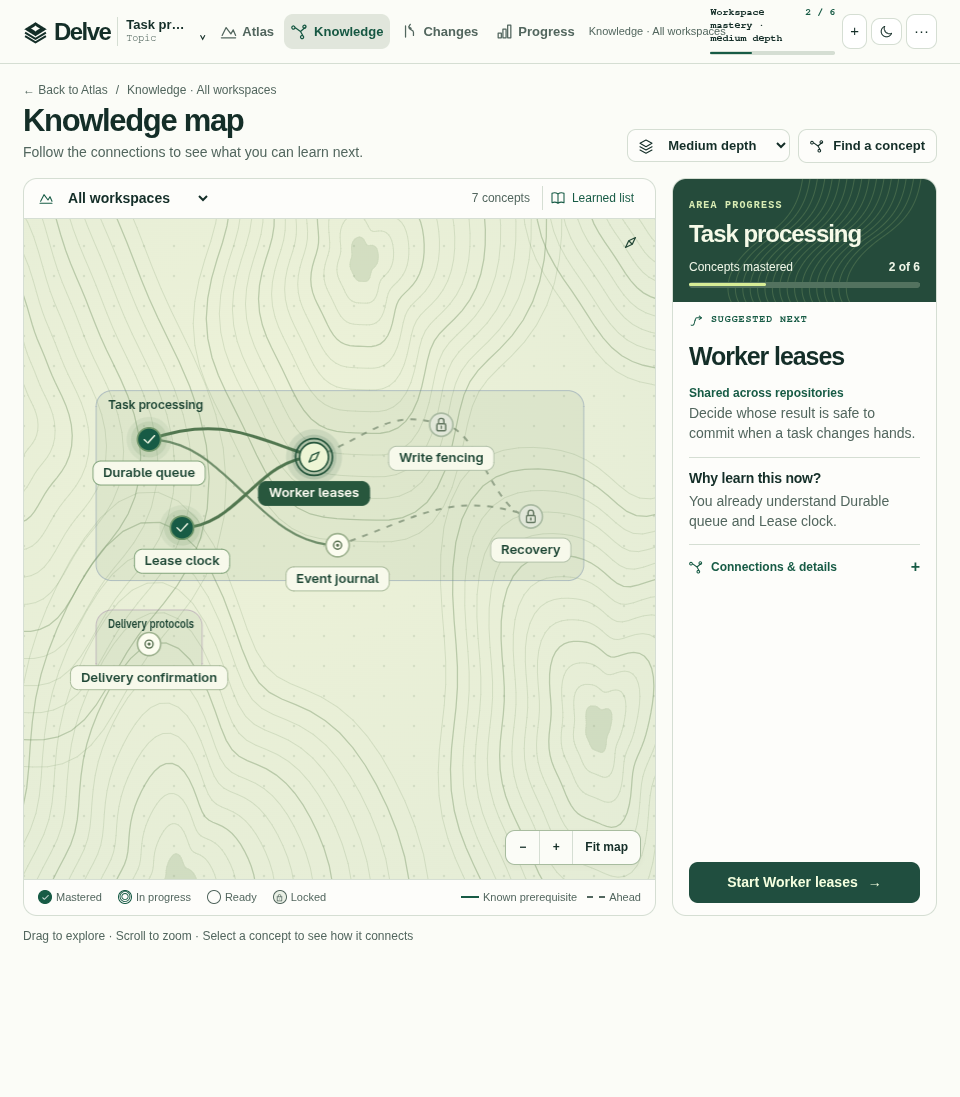 Delve
Task pr...
Topic
Atlas
Knowledge
Changes
Progress
Knowledge · All workspaces
Workspace mastery · medium depth
2 / 6
+
...
← Back to Atlas / Knowledge · All workspaces
Knowledge map
Follow the connections to see what you can learn next.
Medium depth
Find a concept
All workspaces
7 concepts
Learned list
Task processing
Durable queue
Worker leases
Write fencing
Lease clock
Event journal
Recovery
Delivery protocols
Delivery confirmation
−
+
Fit map
Mastered
In progress
Ready
Locked
Known prerequisite
Ahead
Drag to explore · Scroll to zoom · Select a concept to see how it connects
AREA PROGRESS
Task processing
Concepts mastered
2 of 6
SUGGESTED NEXT
Worker leases
Shared across repositories
Decide whose result is safe to
commit when a task changes hands.
Why learn this now?
You already understand Durable
queue and Lease clock.
Connections & details
+
Start Worker leases →